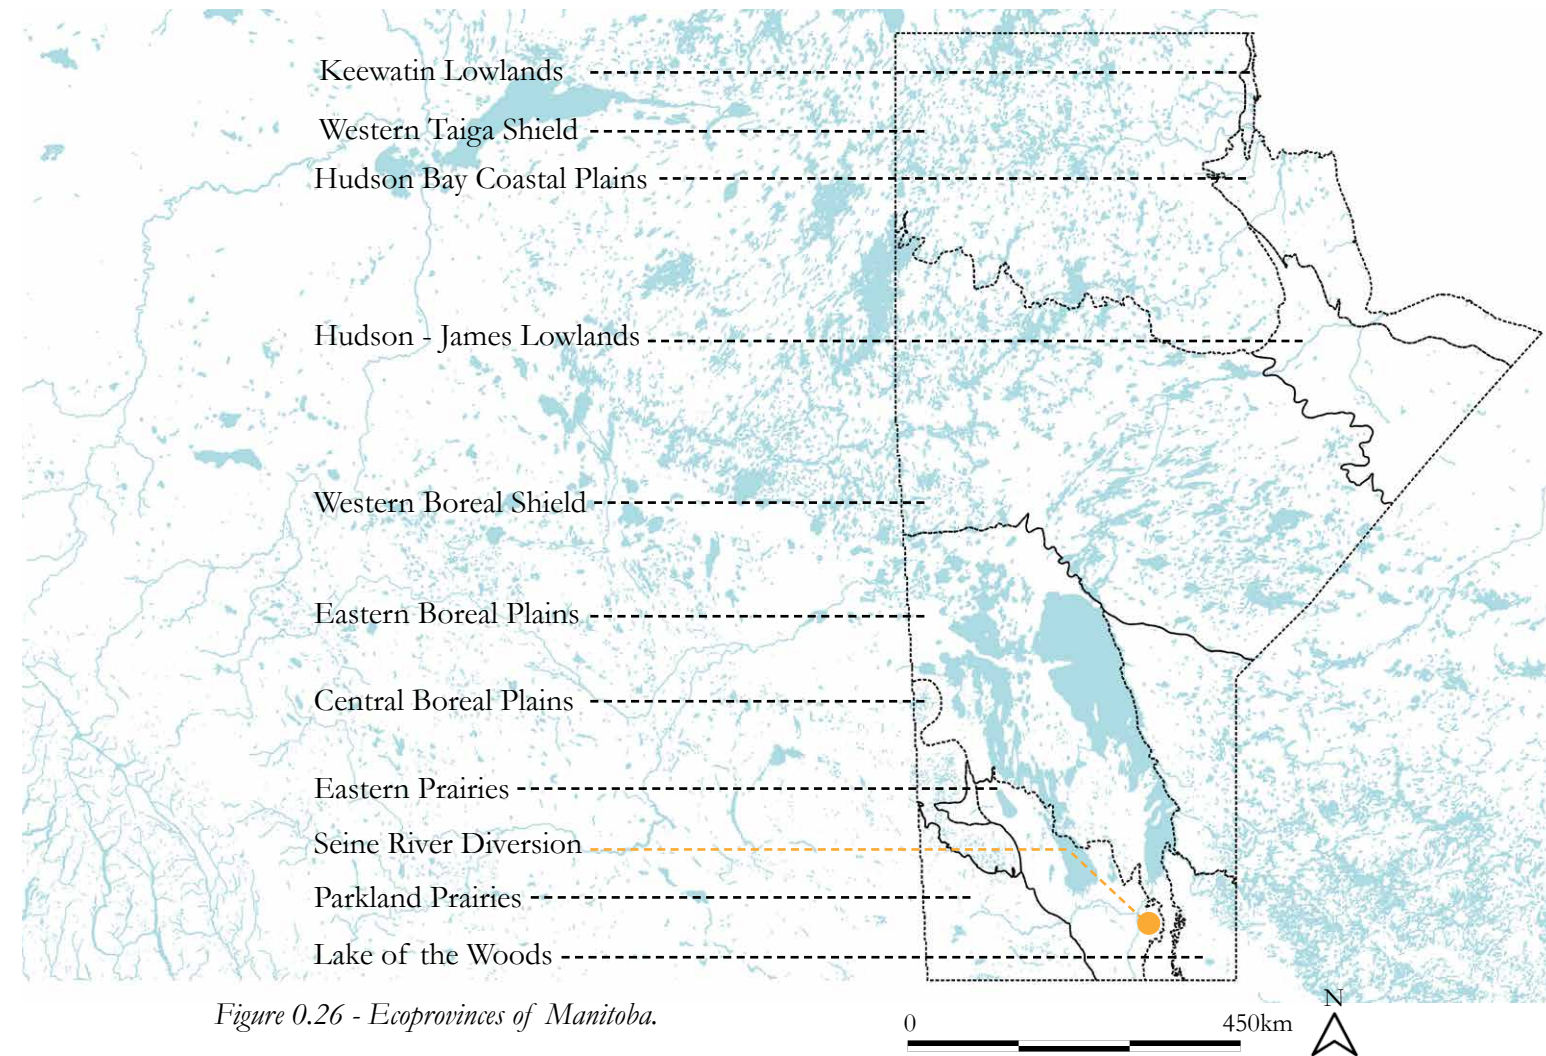 Keewatin Lowlands
Western Taiga Shield
Hudson Bay Coastal Plains
Hudson - James Lowlands
Western Boreal Shield
Eastern Boreal Plains
Central Boreal Plains
Eastern Prairies
Seine River Diversion
Parkland Prairies
Lake of the Woods
Figure 0.26 - Ecoprovinces of Manitoba.
0 450km
N